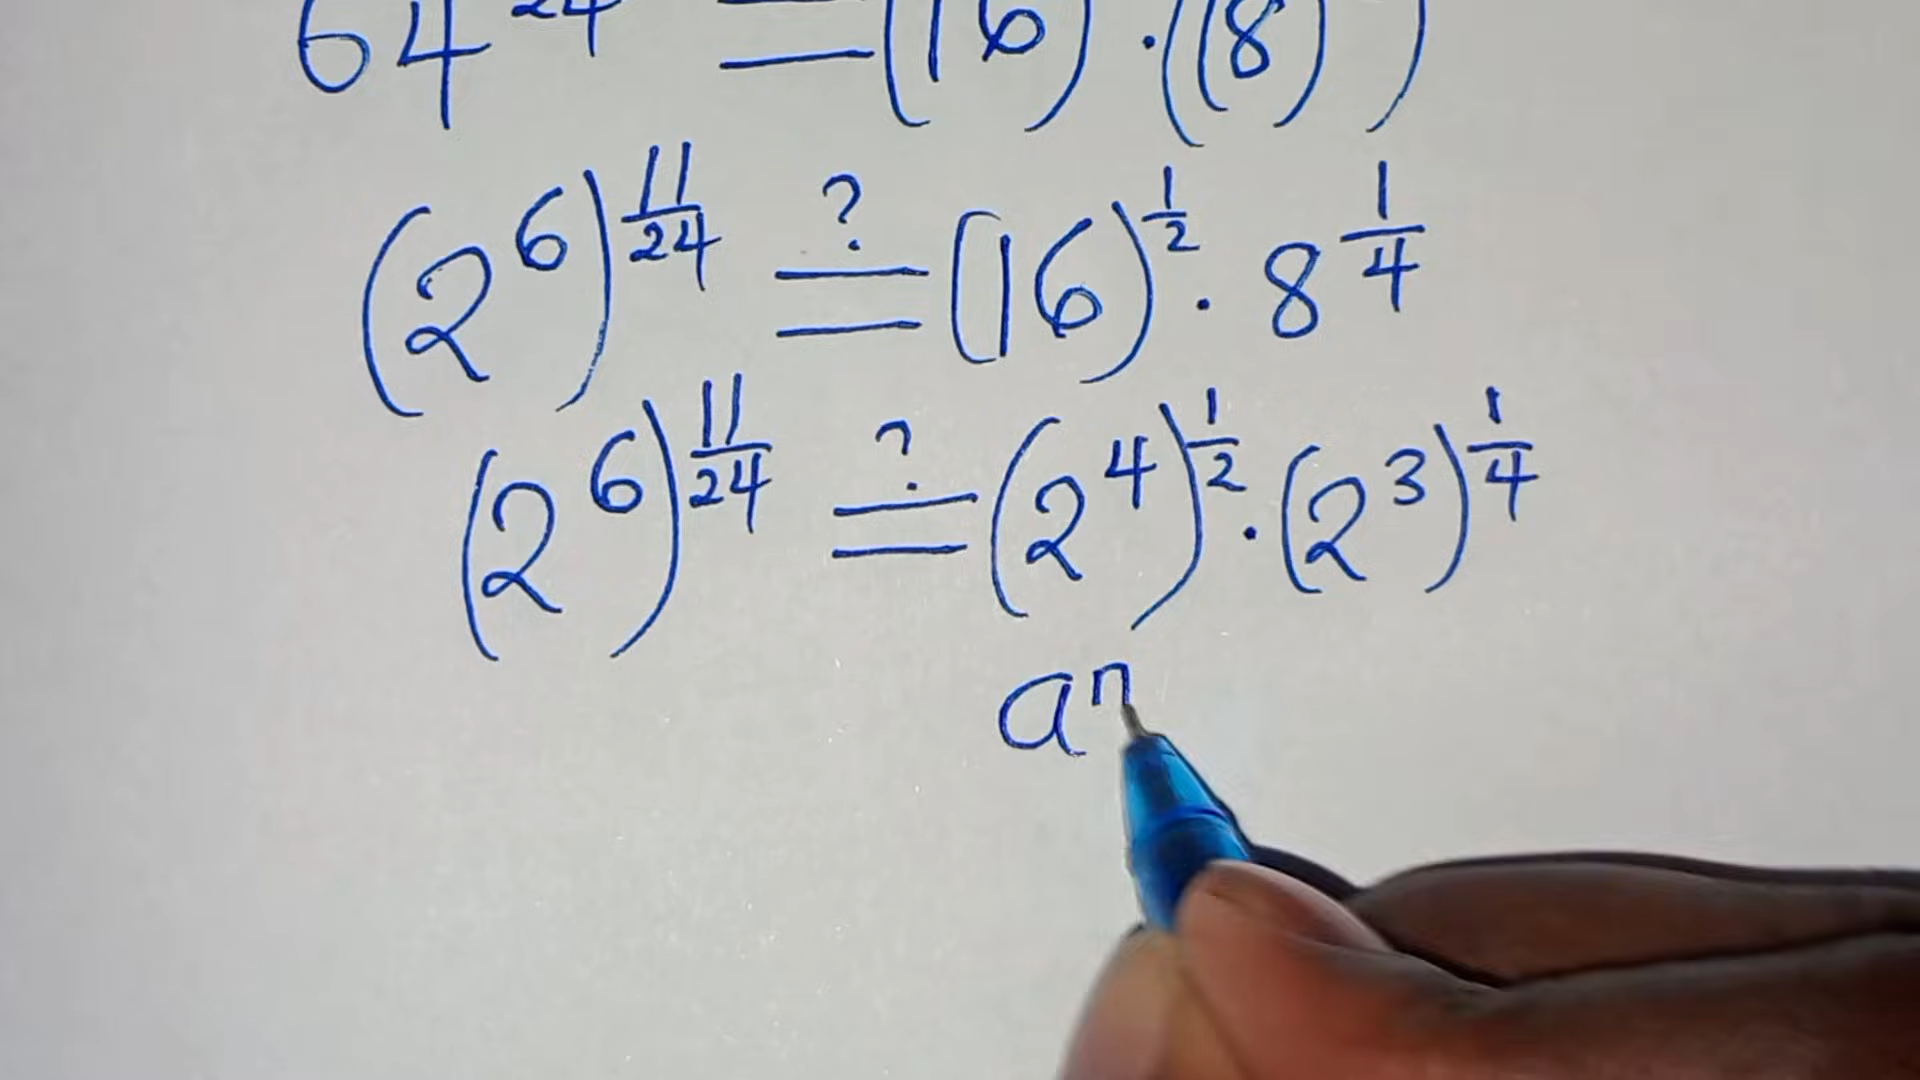 64^24 = (16) · ((8) )
(2^6)^(11/24) ?= (16)^(1/2) · 8^(1/4)
(2^6)^(11/24) ?= (2^4)^(1/2) · (2^3)^(1/4)
a^n